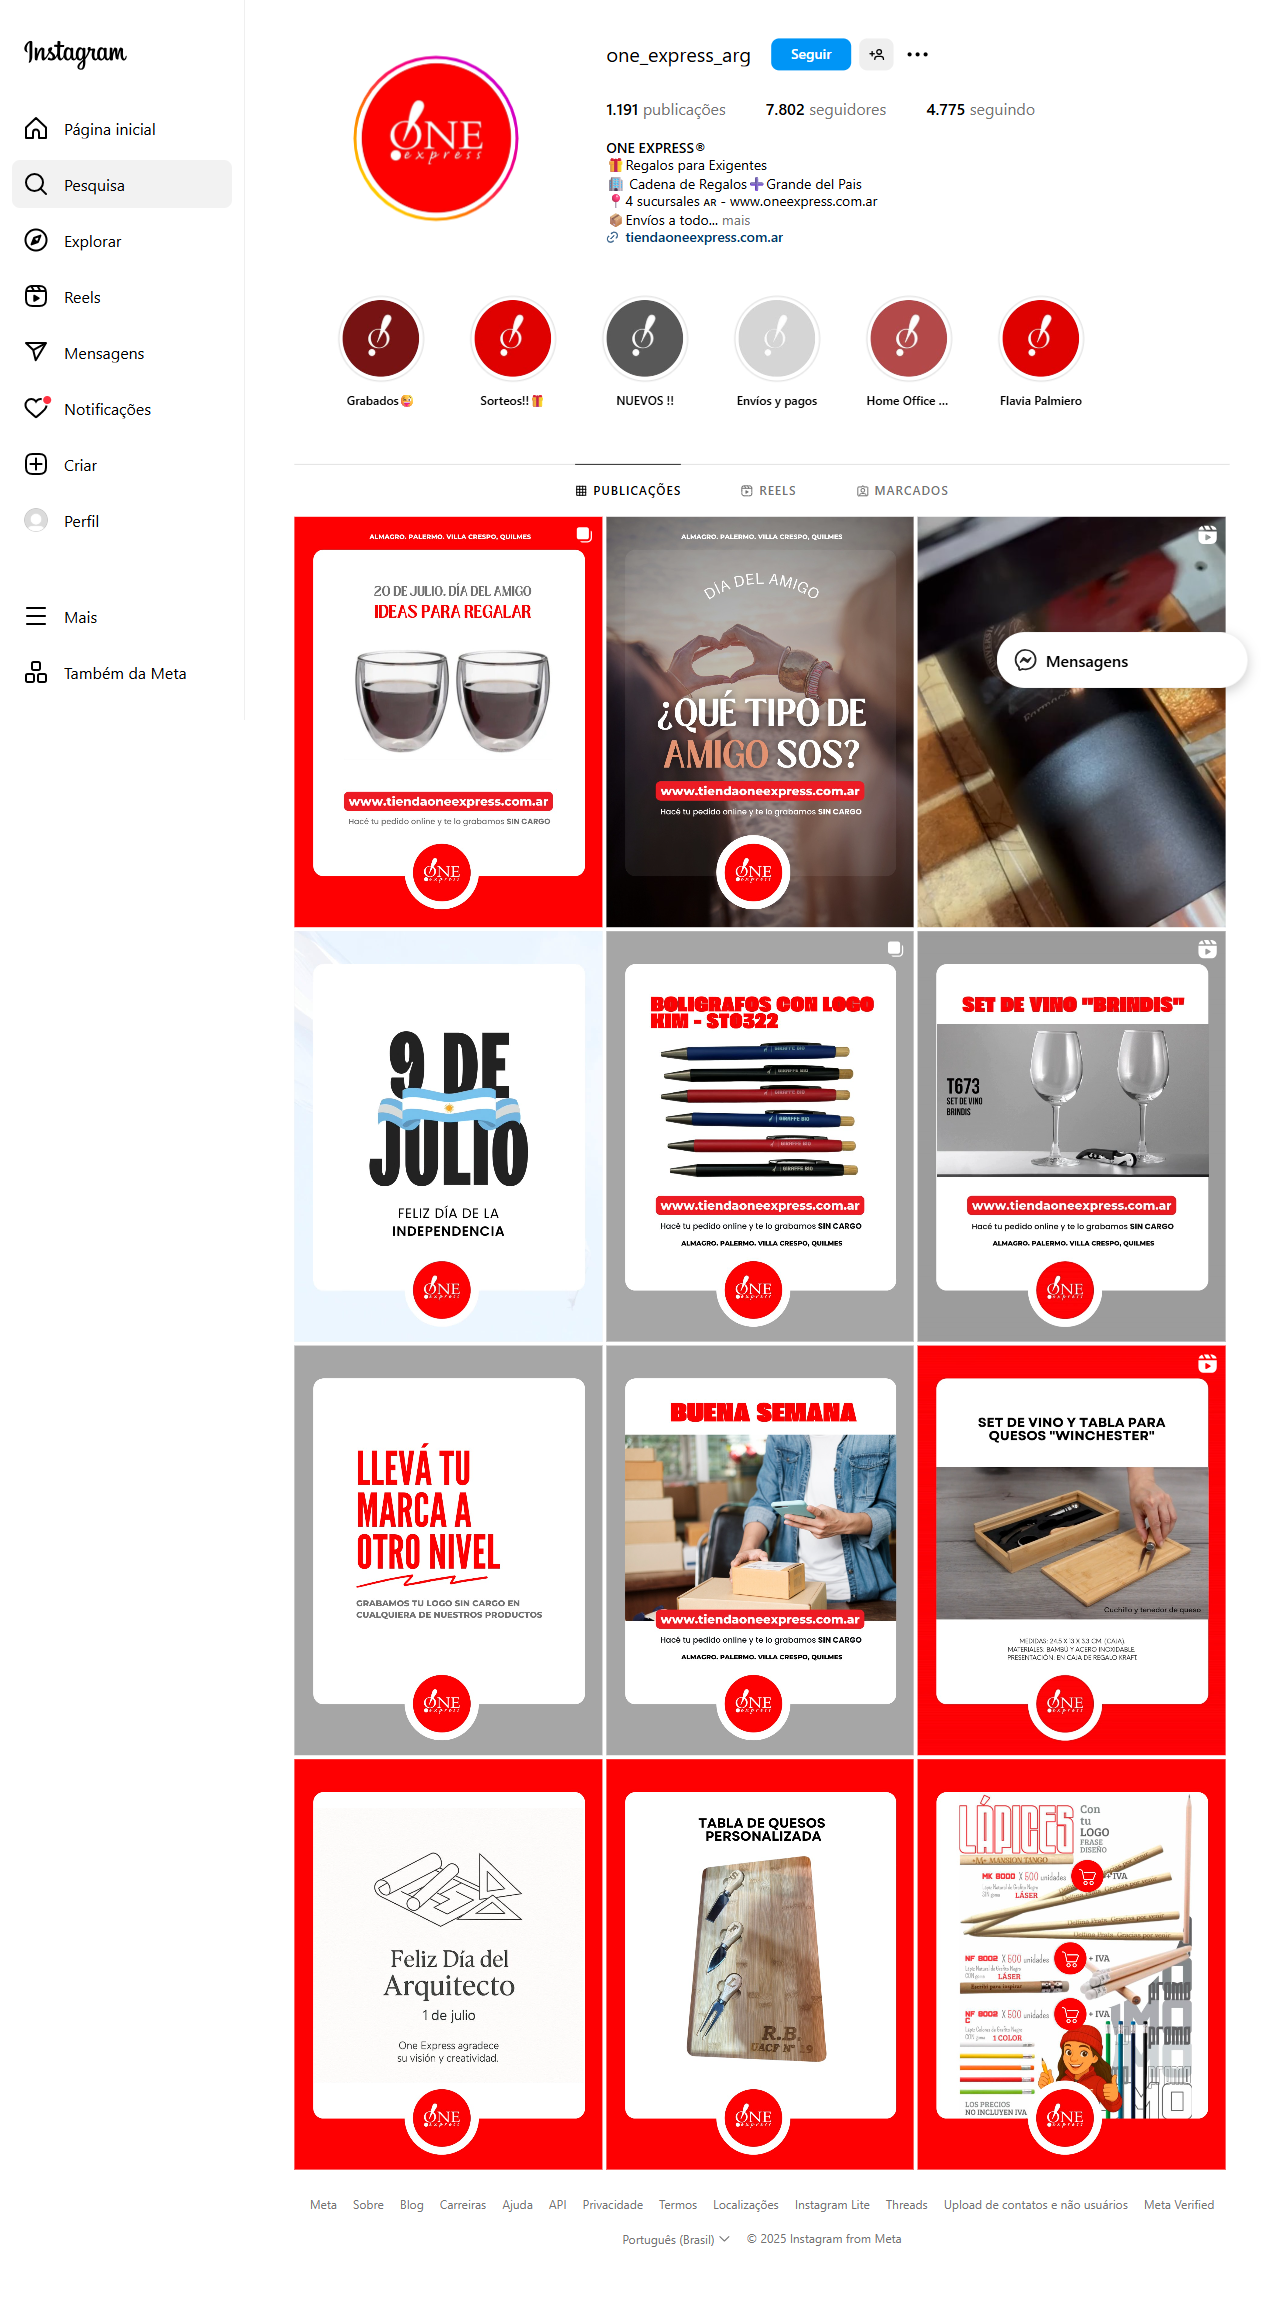 Instagram
Página inicial
Pesquisa
Explorar
Reels
Mensagens
Notificações
Criar
Perfil
Mais
Também da Meta
one_express_arg
Seguir
1.191 publicações 7.802 seguidores 4.775 seguindo
ONE EXPRESS®
🎁Regalos para Exigentes
🏢 Cadena de Regalos➕Grande del Pais
📍4 sucursales AR - www.oneexpress.com.ar
📦Envíos a todo... mais
tiendaoneexpress.com.ar
ONE
express
Grabados😜
Sorteos!!🎁
NUEVOS !!
Envíos y pagos
Home Office ...
Flavia Palmiero
PUBLICAÇÕES
REELS
MARCADOS
ALMAGRO. PALERMO. VILLA CRESPO, QUILMES
20 DE JULIO. DÍA DEL AMIGO
IDEAS PARA REGALAR
www.tiendaoneexpress.com.ar
Hacé tu pedido online y te lo grabamos SIN CARGO
ONE
express
ALMAGRO. PALERMO. VILLA CRESPO, QUILMES
DÍA DEL AMIGO
¿QUÉ TIPO DE
AMIGO SOS?
www.tiendaoneexpress.com.ar
Hacé tu pedido online y te lo grabamos SIN CARGO
ONE
express
Mensagens
9 DE
JULIO
FELIZ DÍA DE LA
INDEPENDENCIA
ONE
express
BOLIGRAFOS CON LOGO
KIM - ST0322
www.tiendaoneexpress.com.ar
Hacé tu pedido online y te lo grabamos SIN CARGO
ALMAGRO. PALERMO. VILLA CRESPO, QUILMES
ONE
express
SET DE VINO "BRINDIS"
T673
SET DE VINO
BRINDIS
www.tiendaoneexpress.com.ar
Hacé tu pedido online y te lo grabamos SIN CARGO
ALMAGRO. PALERMO. VILLA CRESPO, QUILMES
ONE
express
LLEVÁ TU
MARCA A
OTRO NIVEL
GRABAMOS TU LOGO SIN CARGO EN
CUALQUIERA DE NUESTROS PRODUCTOS
ONE
express
BUENA SEMANA
www.tiendaoneexpress.com.ar
Hacé tu pedido online y te lo grabamos SIN CARGO
ALMAGRO. PALERMO. VILLA CRESPO, QUILMES
ONE
express
SET DE VINO Y TABLA PARA
QUESOS "WINCHESTER"
Cuchillo y tenedor de queso
MEDIDAS: 24.5 X 13 X 3.3 CM. (CAJA).
MATERIALES: BAMBÚ Y ACERO INOXIDABLE.
PRESENTACIÓN: EN CAJA DE REGALO KRAFT.
ONE
express
Feliz Día del
Arquitecto
1 de julio
One Express agradece
su visión y creatividad.
ONE
express
TABLA DE QUESOS
PERSONALIZADA
R.B.
UACF Nº 19
ONE
express
LÁPICES
Con
tu
LOGO
FRASE
DISEÑO
MANSION TANGO
MK 8000 X 500 unidades + IVA
LÁSER
NF 8002 X 500 unidades + IVA
LÁSER
Escribí para inspirar
NF 8002 X 500 unidades + IVA
C
1 COLOR
promo
LOS PRECIOS
NO INCLUYEN IVA
ONE
express
Meta Sobre Blog Carreiras Ajuda API Privacidade Termos Localizações Instagram Lite Threads Upload de contatos e não usuários Meta Verified
Português (Brasil) © 2025 Instagram from Meta